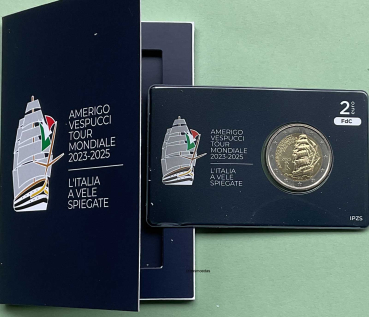 AMERIGO
VESPUCCI
TOUR
MONDIALE
2023-2025
L'ITALIA
A VELE
SPIEGATE
AMERIGO
VESPUCCI
TOUR
MONDIALE
2023-2025
L'ITALIA
A VELE
SPIEGATE
2 euro
FdC
IPZS